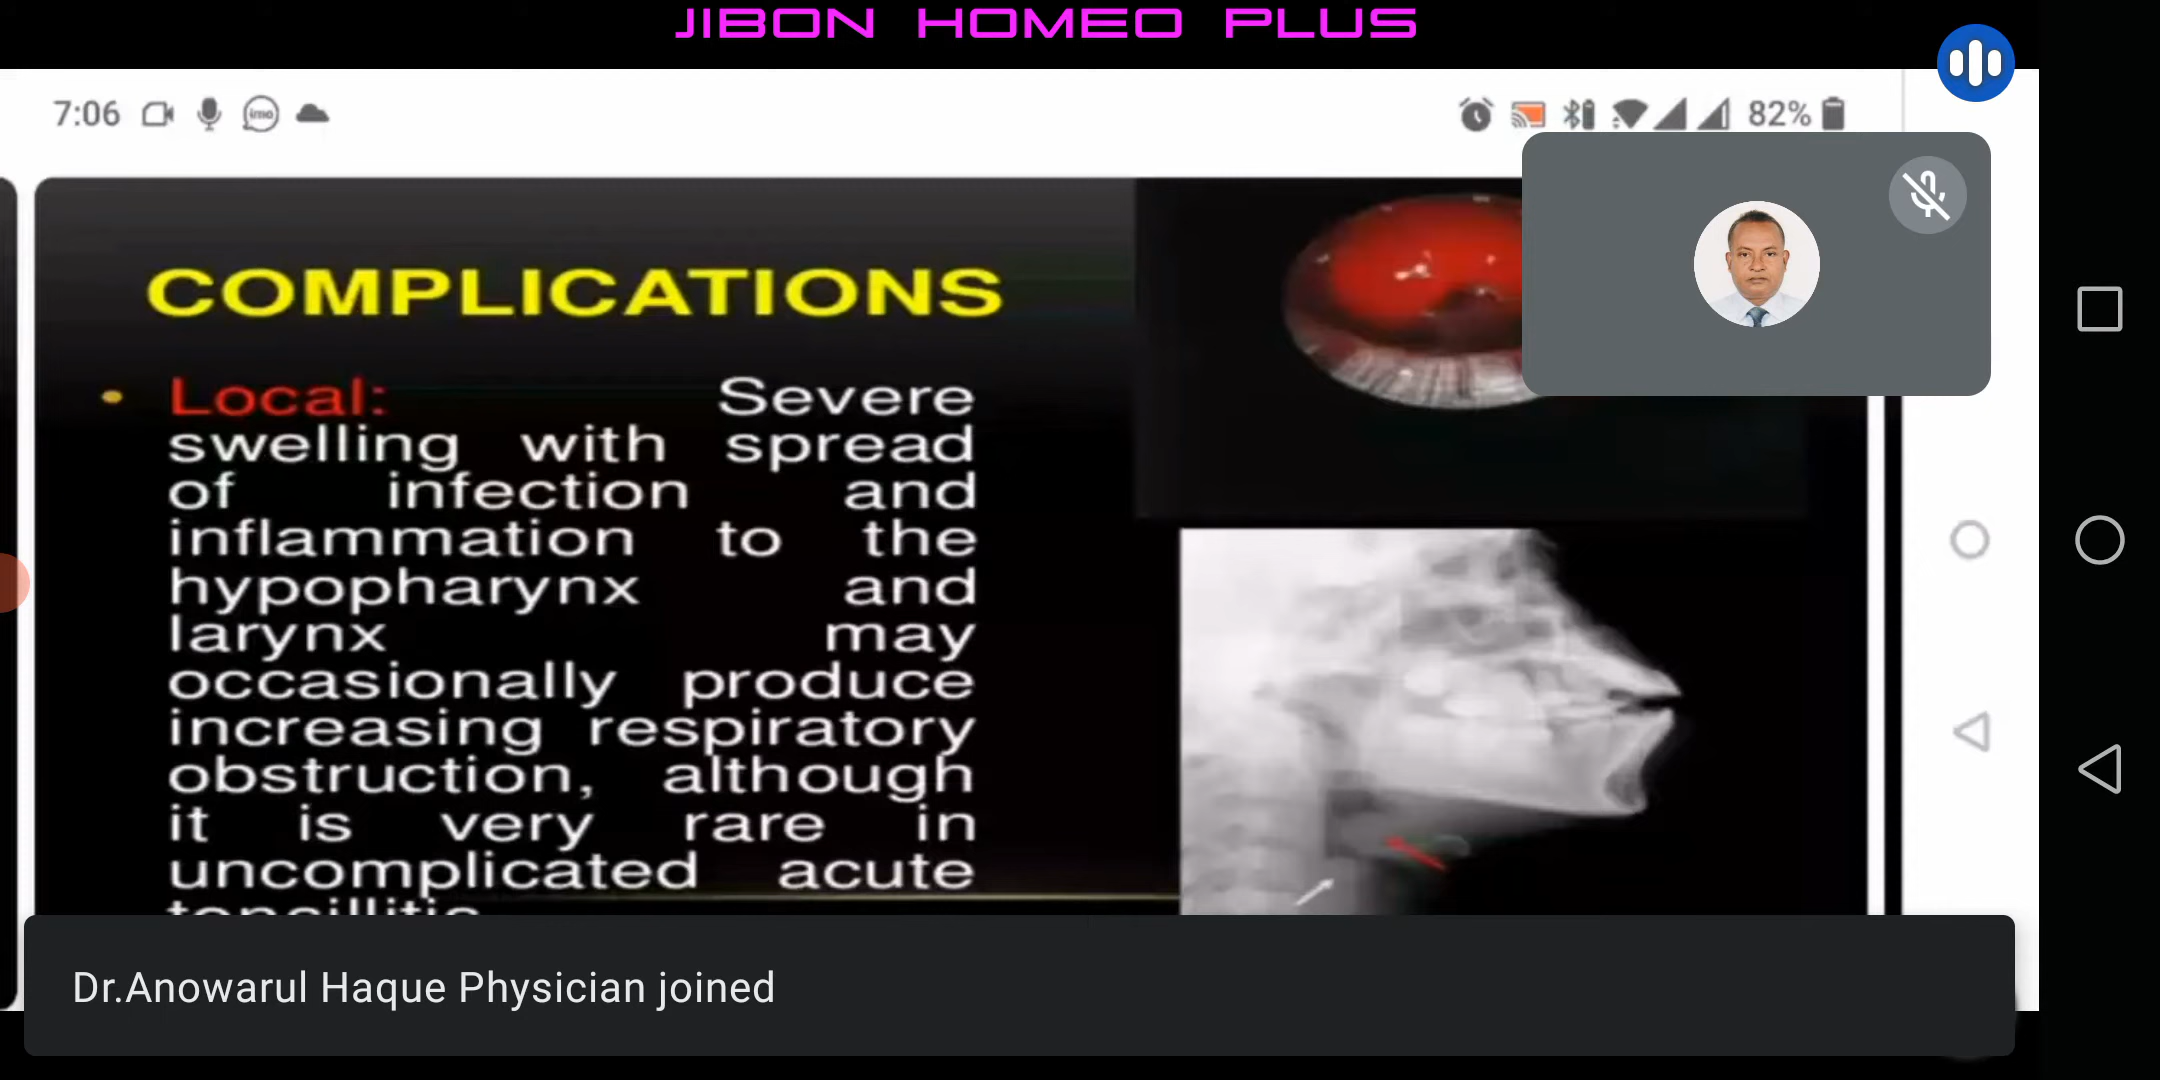 JIBON HOMEO PLUS
7:06
imo
82%
COMPLICATIONS
• Local: Severe
swelling with spread
of infection and
inflammation to the
hypopharynx and
larynx may
occasionally produce
increasing respiratory
obstruction, although
it is very rare in
uncomplicated acute
tonsillitis
Dr.Anowarul Haque Physician joined